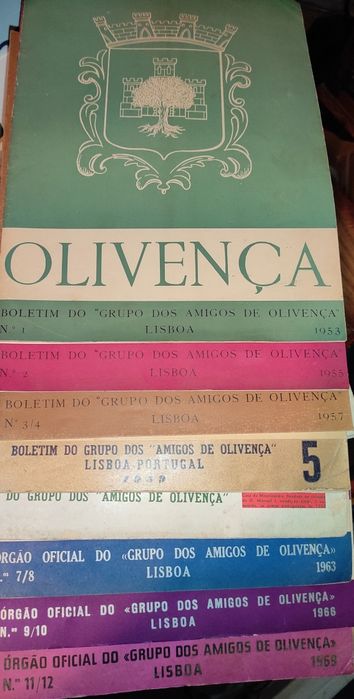 OLIVENÇA
BOLETIM DO "GRUPO DOS AMIGOS DE OLIVENÇA"
N.º 1 LISBOA 1953
BOLETIM DO "GRUPO DOS AMIGOS DE OLIVENÇA"
N.º 2 LISBOA 1955
BOLETIM DO "GRUPO DOS AMIGOS DE OLIVENÇA"
N.º 3/4 LISBOA 1957
BOLETIM DO GRUPO DOS "AMIGOS DE OLIVENÇA" 5
LISBOA-PORTUGAL
1959
DO GRUPO DOS "AMIGOS DE OLIVENÇA"
ÓRGÃO OFICIAL DO «GRUPO DOS AMIGOS DE OLIVENÇA»
N.os 7/8 LISBOA 1963
ÓRGÃO OFICIAL DO «GRUPO DOS AMIGOS DE OLIVENÇA»
N.os 9/10 LISBOA 1966
ÓRGÃO OFICIAL DO «GRUPO DOS AMIGOS DE OLIVENÇA»
N.os 11/12 LISBOA 1969